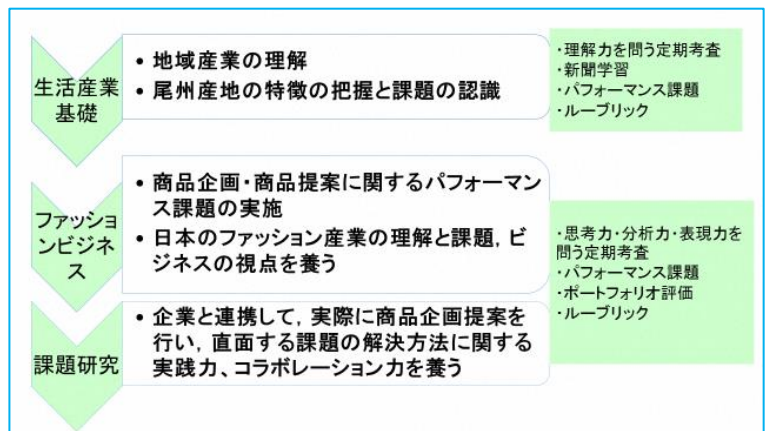 生活産業
基礎
• 地域産業の理解
• 尾州産地の特徴の把握と課題の認識
・理解力を問う定期考査
・新聞学習
・パフォーマンス課題
・ルーブリック
ファッショ
ンビジネ
ス
• 商品企画・商品提案に関するパフォーマン
ス課題の実施
• 日本のファッション産業の理解と課題, ビ
ジネスの視点を養う
・思考力・分析力・表現力を
問う定期考査
・パフォーマンス課題
・ポートフォリオ評価
・ルーブリック
課題研究
• 企業と連携して, 実際に商品企画提案を
行い, 直面する課題の解決方法に関する
実践力、コラボレーション力を養う